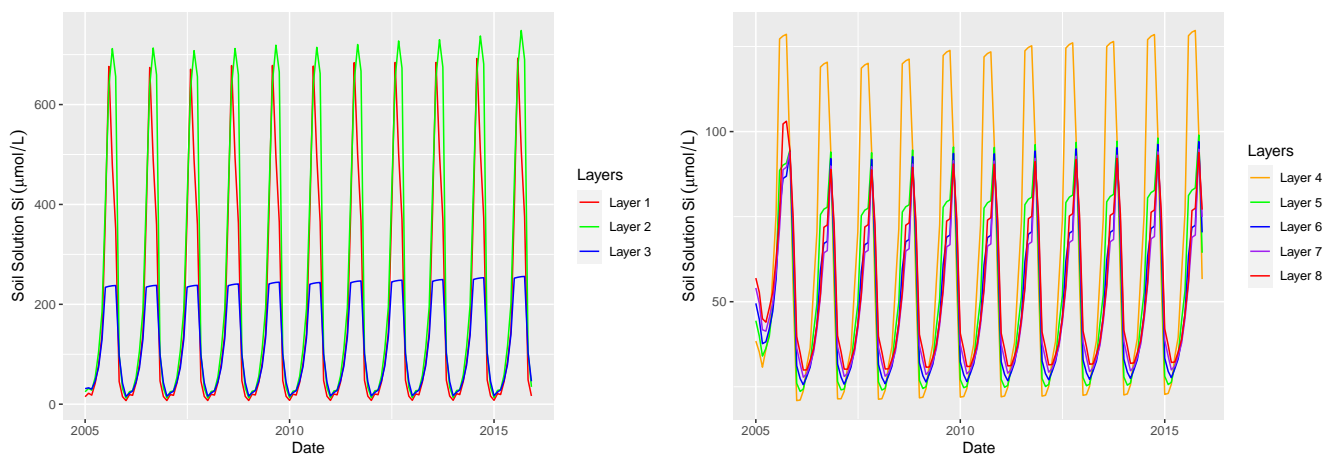 Soil Solution Si (μmol/L)
600
400
200
0
2005
2010
2015
Date
Layers
Layer 1
Layer 2
Layer 3
Soil Solution Si (μmol/L)
100
50
2005
2010
2015
Date
Layers
Layer 4
Layer 5
Layer 6
Layer 7
Layer 8